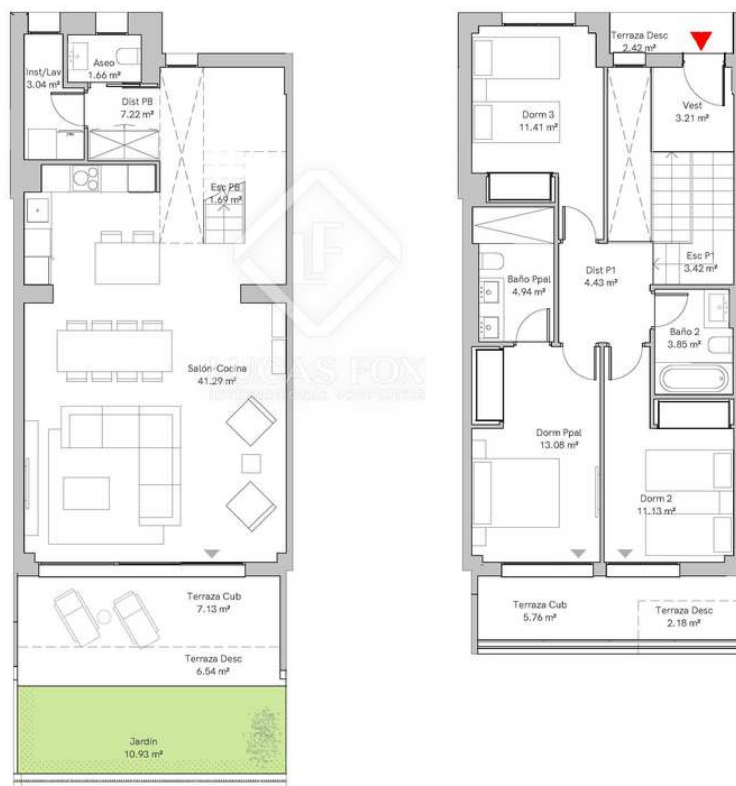 Aseo
1.66 m²
Inst/Lav
3.04 m²
Dist PB
7.22 m²
Esc PB
1.69 m²
Salón-Cocina
41.29 m²
Terraza Cub
7.13 m²
Terraza Desc
6.54 m²
Jardín
10.93 m²
Terraza Desc
2.42 m²
Vest
3.21 m²
Dorm 3
11.41 m²
Esc P1
3.42 m²
Dist P1
4.43 m²
Baño Ppal
4.94 m²
Baño 2
3.85 m²
Dorm Ppal
13.08 m²
Dorm 2
11.13 m²
Terraza Cub
5.76 m²
Terraza Desc
2.18 m²
LF
LUCAS FOX
INTERNATIONAL PROPERTIES